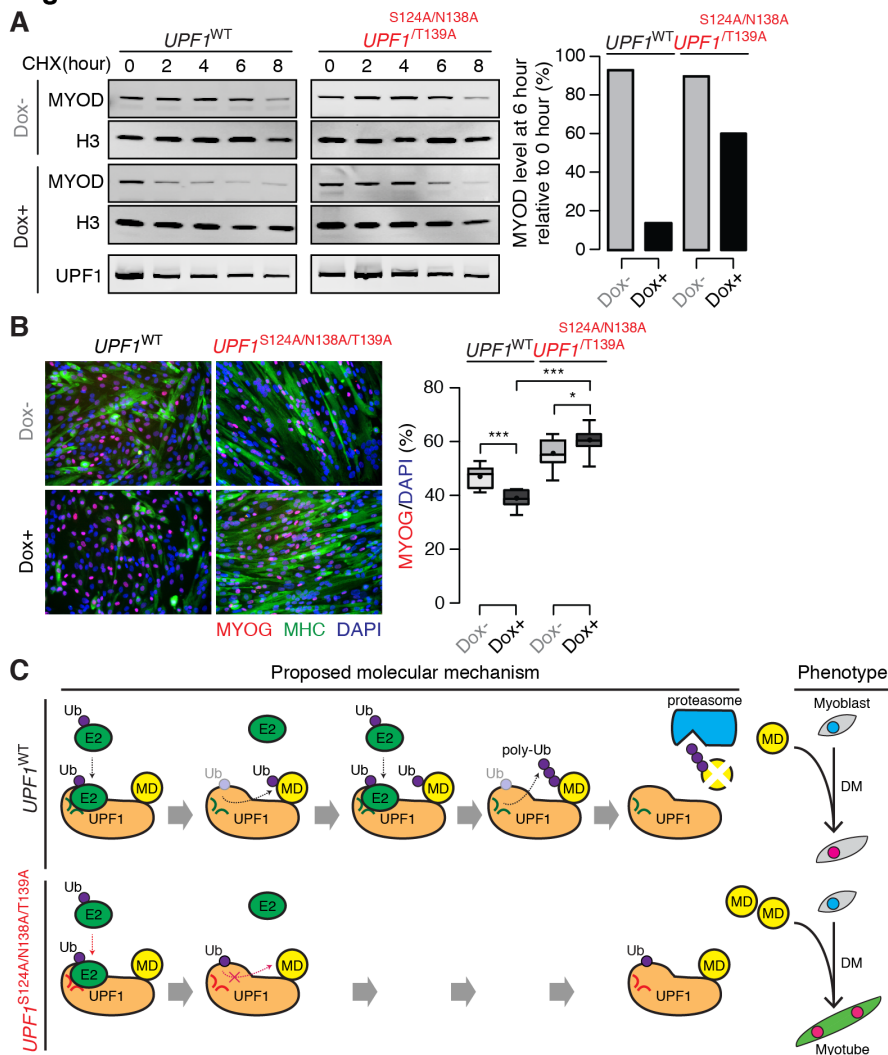 A
UPF1WT
S124A/N138A
UPF1/T139A
CHX(hour) 0 2 4 6 8 0 2 4 6 8
Dox-
MYOD
H3
Dox+
MYOD
H3
UPF1
MYOD level at 6 hour
relative to 0 hour (%)
S124A/N138A
UPF1WT UPF1/T139A
100
80
60
40
20
0
Dox- Dox+ Dox- Dox+
B
UPF1WT UPF1S124A/N138A/T139A
Dox-
Dox+
MYOG MHC DAPI
MYOG/DAPI (%)
S124A/N138A
UPF1WT UPF1/T139A
80
60
40
20
0
***
***
*
Dox- Dox+ Dox- Dox+
C
Proposed molecular mechanism
Phenotype
UPF1WT
Ub
E2
Ub
E2
MD
UPF1
E2
Ub
Ub
MD
UPF1
Ub
E2
Ub
Ub
E2
MD
UPF1
poly-Ub
Ub
MD
UPF1
proteasome
UPF1
MD
Myoblast
DM
UPF1S124A/N138A/T139A
Ub
E2
Ub
E2
MD
UPF1
E2
Ub
MD
UPF1
Ub
MD
UPF1
MD
MD
DM
Myotube